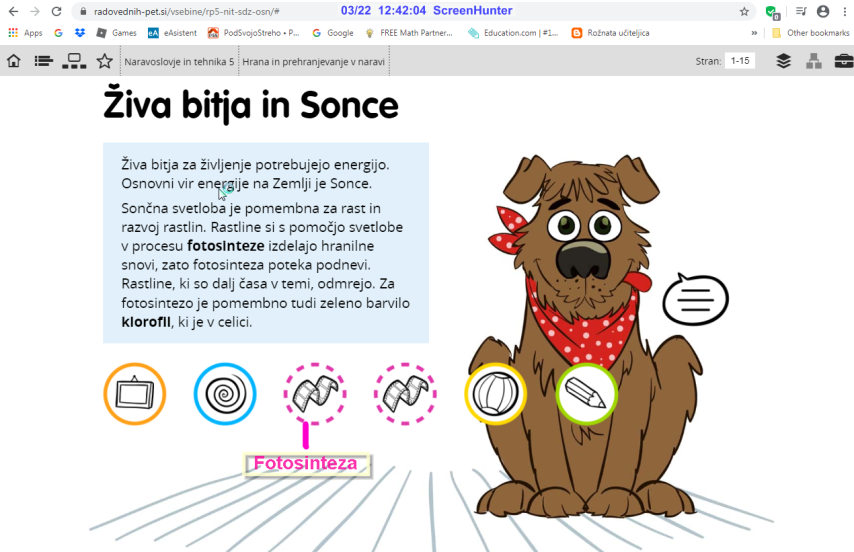 radovednih-pet.si/vsebine/rp5-nit-sdz-osn/#
03/22 12:42:04 ScreenHunter
Apps
Games
eA eAsistent
PodSvojoStreho • P...
Google
FREE Math Partner...
Education.com | #1...
Rožnata učiteljica
»
Other bookmarks
Naravoslovje in tehnika 5
Hrana in prehranjevanje v naravi
Stran: 1-15
Živa bitja in Sonce
Živa bitja za življenje potrebujejo energijo.
Osnovni vir energije na Zemlji je Sonce.
Sončna svetloba je pomembna za rast in
razvoj rastlin. Rastline si s pomočjo svetlobe
v procesu fotosinteze izdelajo hranilne
snovi, zato fotosinteza poteka podnevi.
Rastline, ki so dalj časa v temi, odmrejo. Za
fotosintezo je pomembno tudi zeleno barvilo
klorofil, ki je v celici.
Fotosinteza